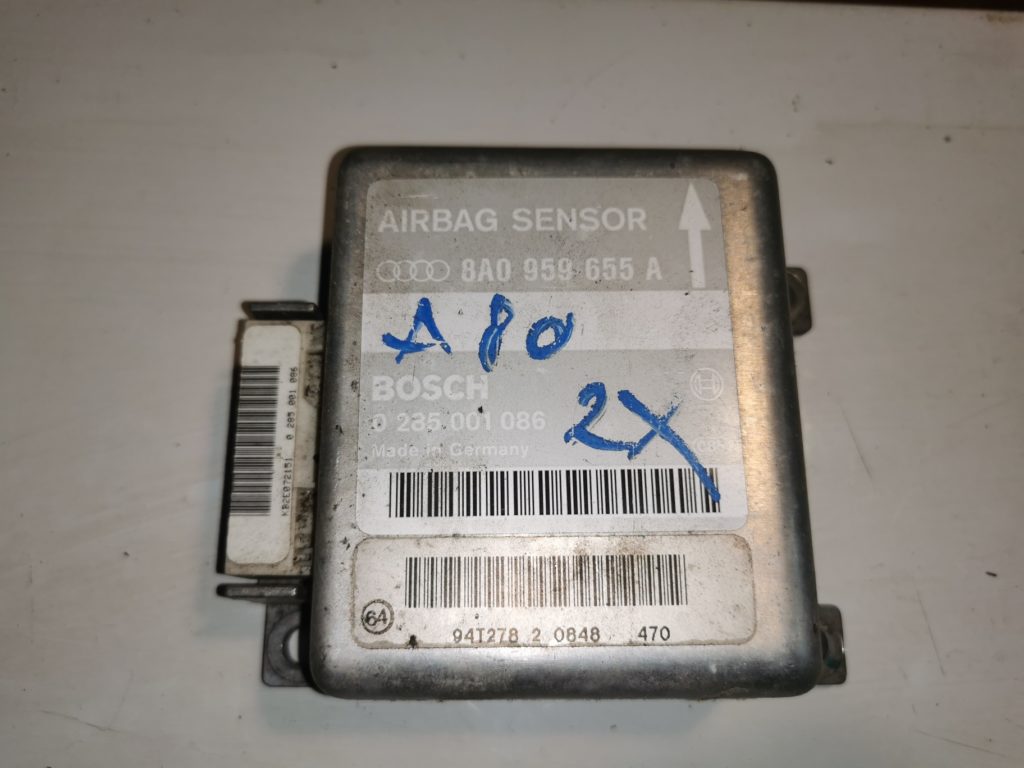 AIRBAG SENSOR
8A0 959 655 A
A 80
BOSCH
0 285 001 086
2X
Made in Germany
94T278 2 0848 470
64
0 285 001 086